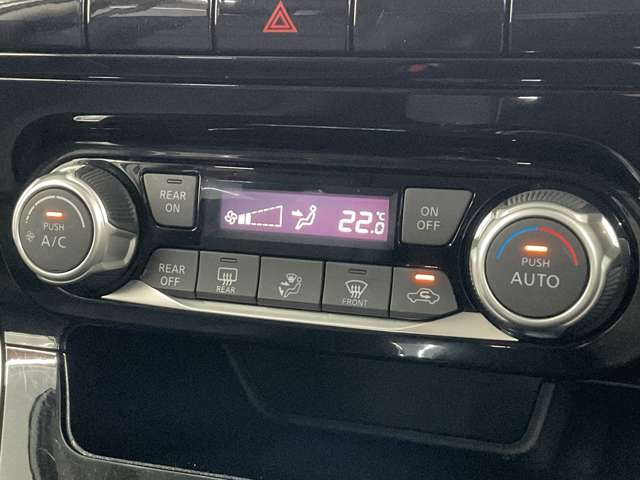 REAR
ON
22.0
°C
ON
OFF
PUSH
A/C
REAR
OFF
REAR
FRONT
PUSH
AUTO